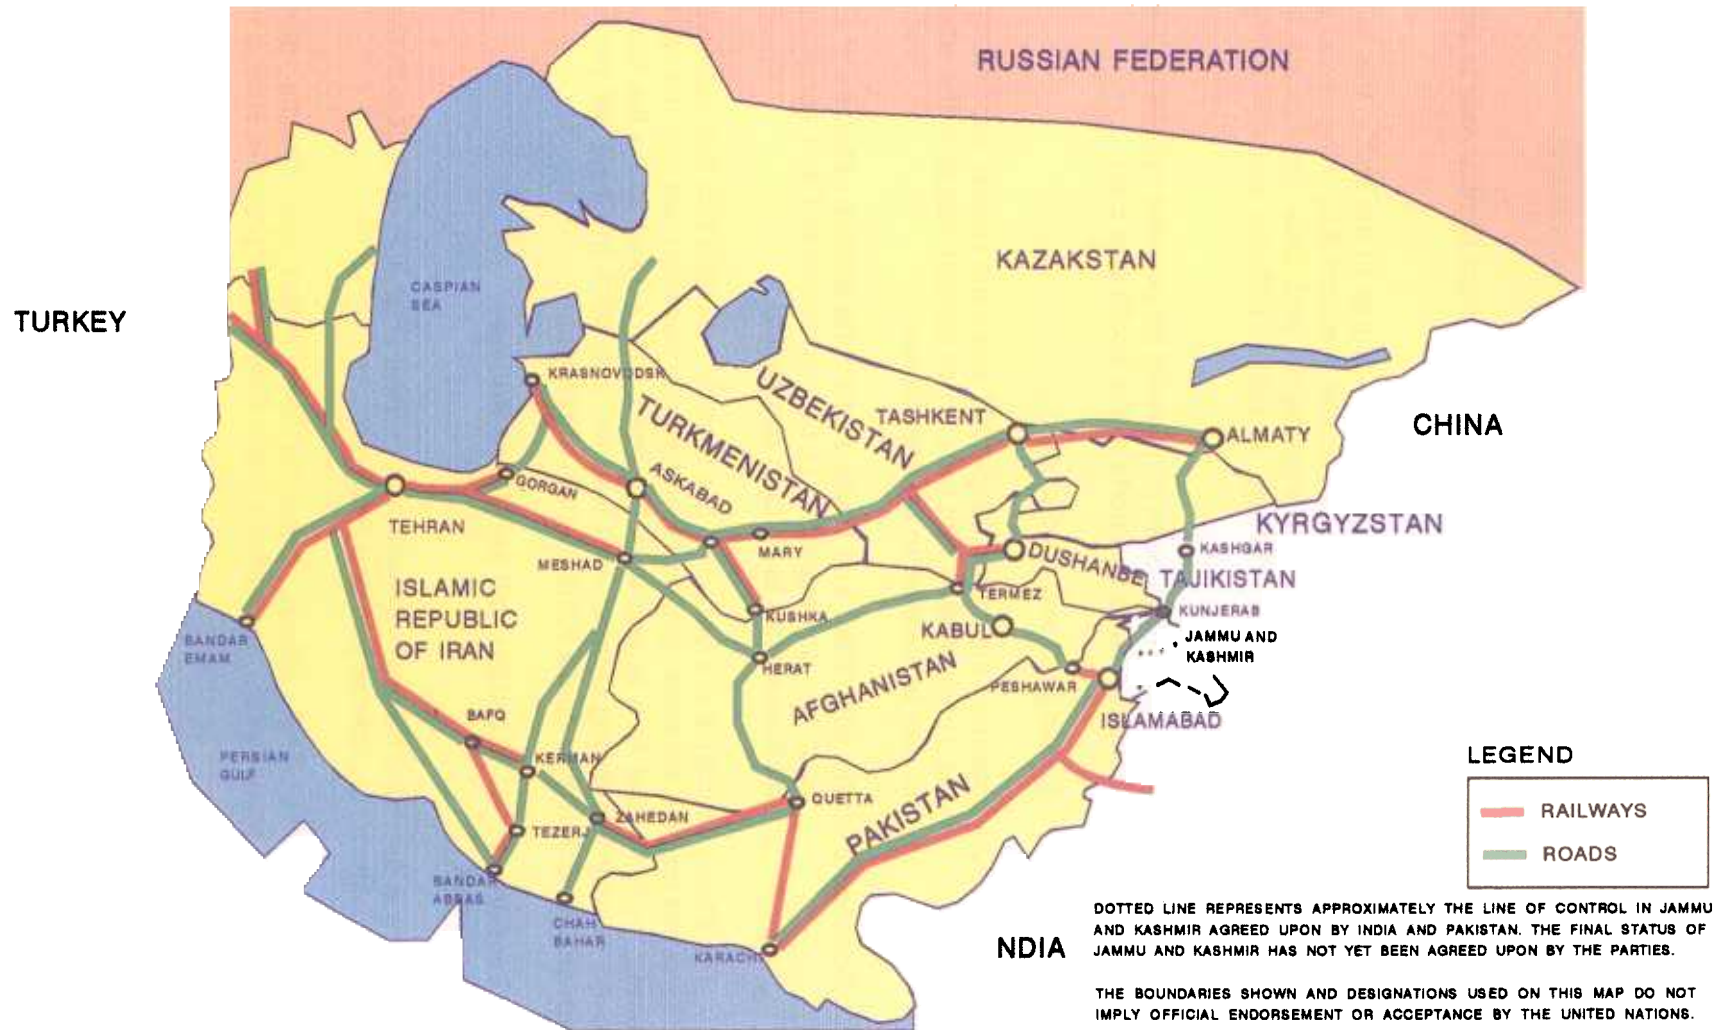 RUSSIAN FEDERATION
KAZAKSTAN
CASPIAN
SEA
TURKEY
KRASNOVODSK
UZBEKISTAN
TASHKENT
ALMATY
CHINA
TURKMENISTAN
ASKABAD
GORGAN
TEHRAN
MARY
MESHAD
DUSHANBE
KYRGYZSTAN
KASHGAR
TAJIKISTAN
TERMEZ
KUNJERAB
ISLAMIC
REPUBLIC
OF IRAN
KUSHKA
KABUL
JAMMU AND
KASHMIR
BANDAR
EMAM
HERAT
AFGHANISTAN
PESHAWAR
ISLAMABAD
BAFQ
PERSIAN
GULF
KERMAN
QUETTA
PAKISTAN
ZAHEDAN
TEZERJ
BANDAR
ABBAS
CHAH
BAHAR
KARACHI
LEGEND
RAILWAYS
ROADS
NDIA
DOTTED LINE REPRESENTS APPROXIMATELY THE LINE OF CONTROL IN JAMMU
AND KASHMIR AGREED UPON BY INDIA AND PAKISTAN. THE FINAL STATUS OF
JAMMU AND KASHMIR HAS NOT YET BEEN AGREED UPON BY THE PARTIES.
THE BOUNDARIES SHOWN AND DESIGNATIONS USED ON THIS MAP DO NOT
IMPLY OFFICIAL ENDORSEMENT OR ACCEPTANCE BY THE UNITED NATIONS.